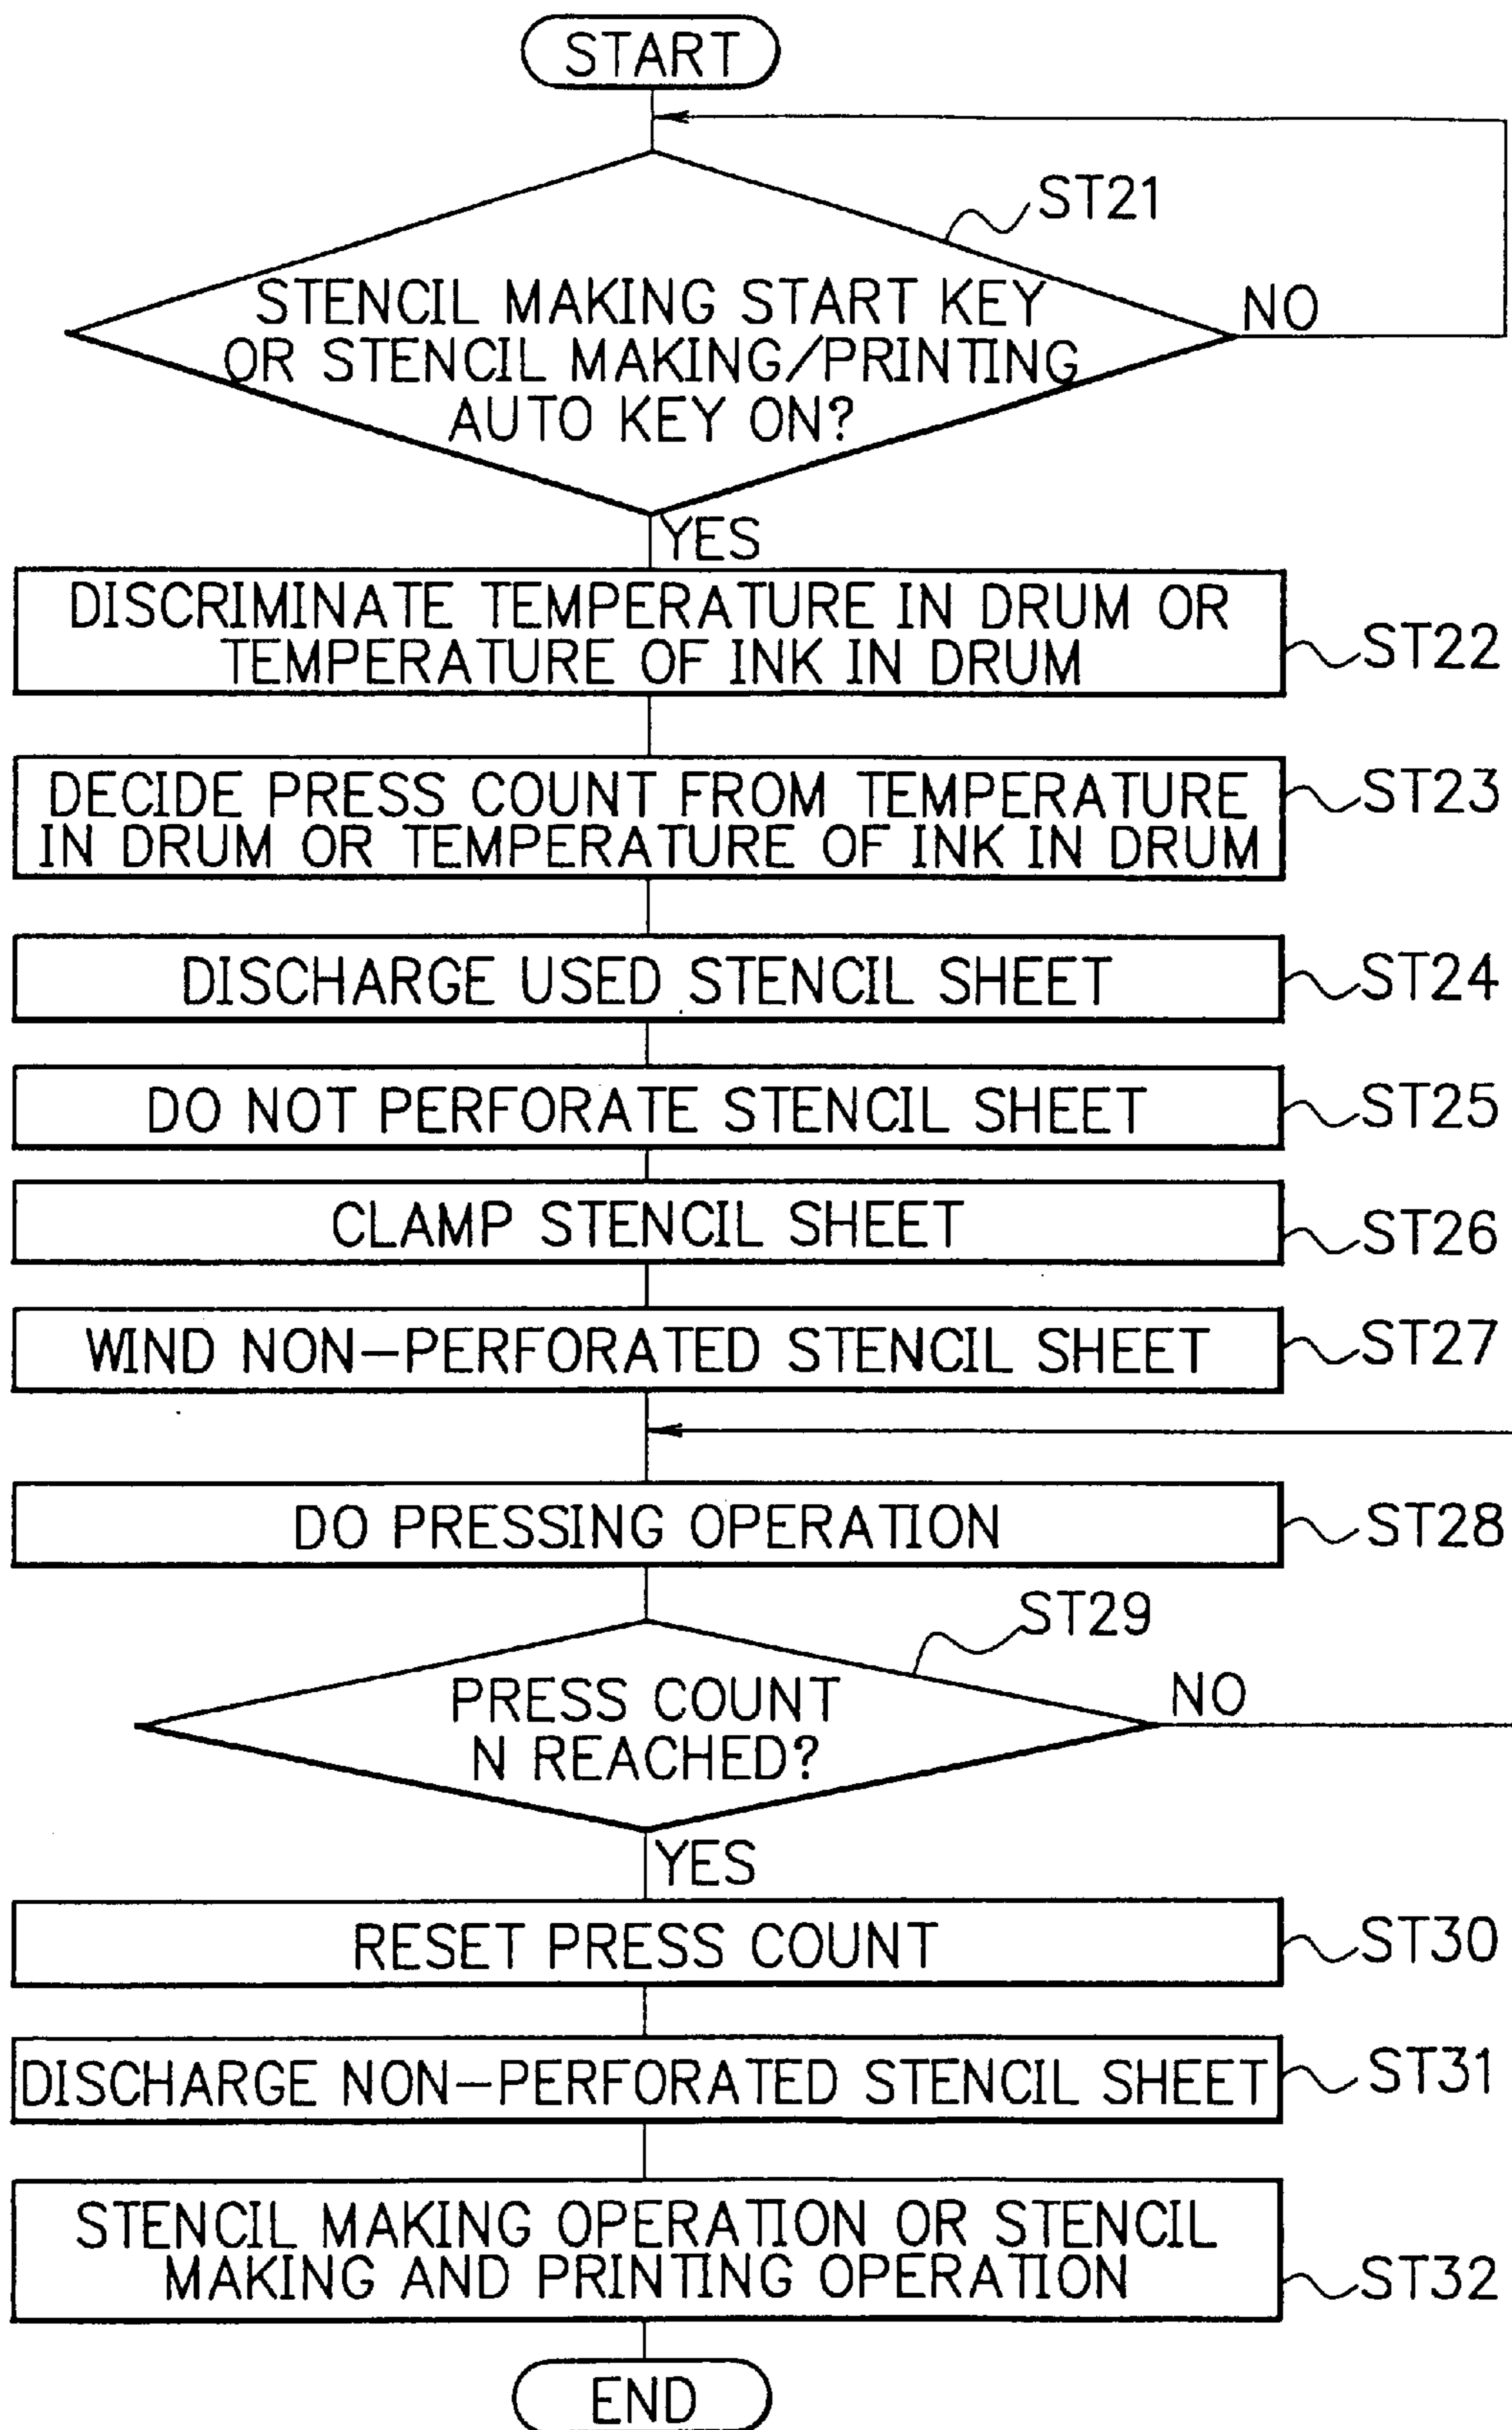 START
ST21
STENCIL MAKING START KEY
OR STENCIL MAKING/PRINTING
AUTO KEY ON?
NO
YES
DISCRIMINATE TEMPERATURE IN DRUM OR
TEMPERATURE OF INK IN DRUM
ST22
DECIDE PRESS COUNT FROM TEMPERATURE
IN DRUM OR TEMPERATURE OF INK IN DRUM
ST23
DISCHARGE USED STENCIL SHEET
ST24
DO NOT PERFORATE STENCIL SHEET
ST25
CLAMP STENCIL SHEET
ST26
WIND NON-PERFORATED STENCIL SHEET
ST27
DO PRESSING OPERATION
ST28
ST29
PRESS COUNT
N REACHED?
NO
YES
RESET PRESS COUNT
ST30
DISCHARGE NON-PERFORATED STENCIL SHEET
ST31
STENCIL MAKING OPERATION OR STENCIL
MAKING AND PRINTING OPERATION
ST32
END